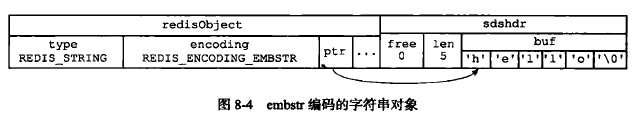 redisObject sdshdr
type encoding ptr ... free len buf
REDIS_STRING REDIS_ENCODING_EMBSTR 0 5 'h' 'e' 'l' 'l' 'o' '\0'
图 8-4 embstr 编码的字符串对象